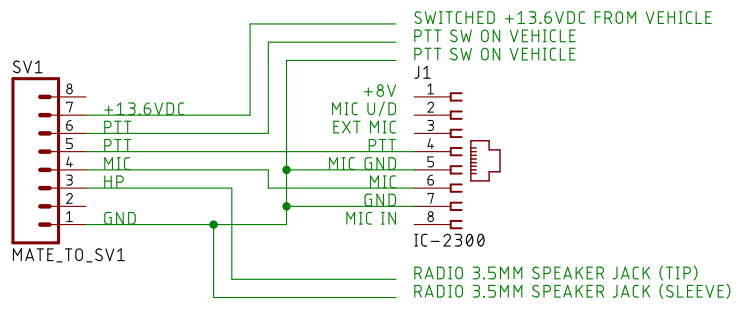 SWITCHED +13.6VDC FROM VEHICLE
PTT SW ON VEHICLE
PTT SW ON VEHICLE
SV1
8
7 +13.6VDC
6 PTT
5 PTT
4 MIC
3 HP
2
1 GND
MATE_TO_SV1
J1
+8V 1
MIC U/D 2
EXT MIC 3
PTT 4
MIC GND 5
MIC 6
GND 7
MIC IN 8
IC-2300
RADIO 3.5MM SPEAKER JACK (TIP)
RADIO 3.5MM SPEAKER JACK (SLEEVE)